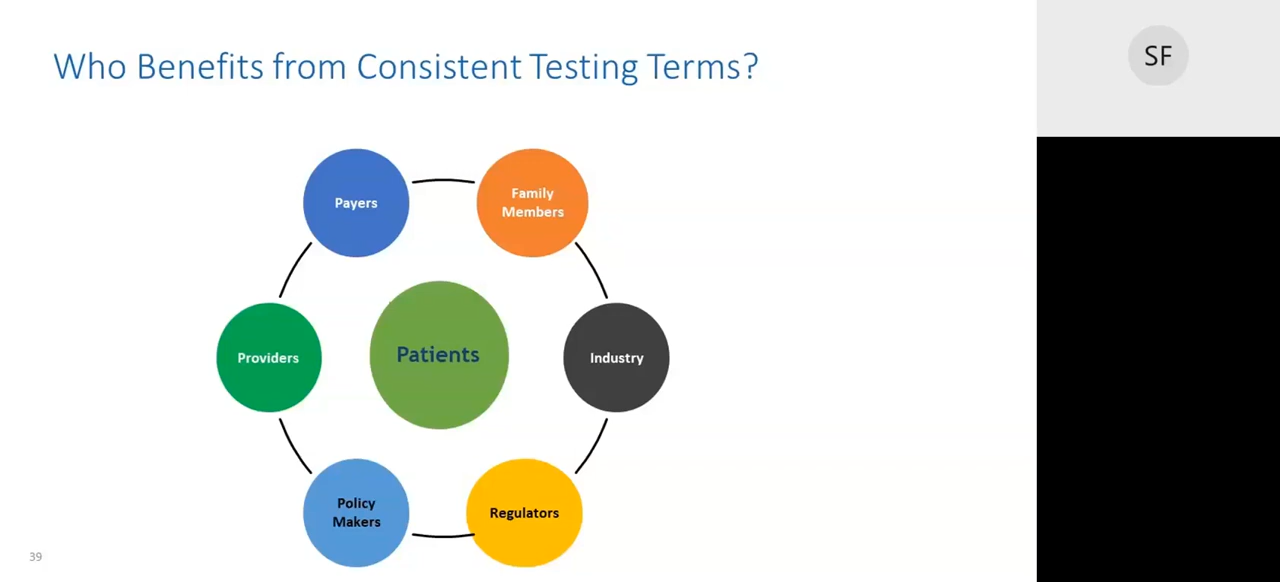 Who Benefits from Consistent Testing Terms?
SF
Payers
Family
Members
Providers
Patients
Industry
Policy
Makers
Regulators
39